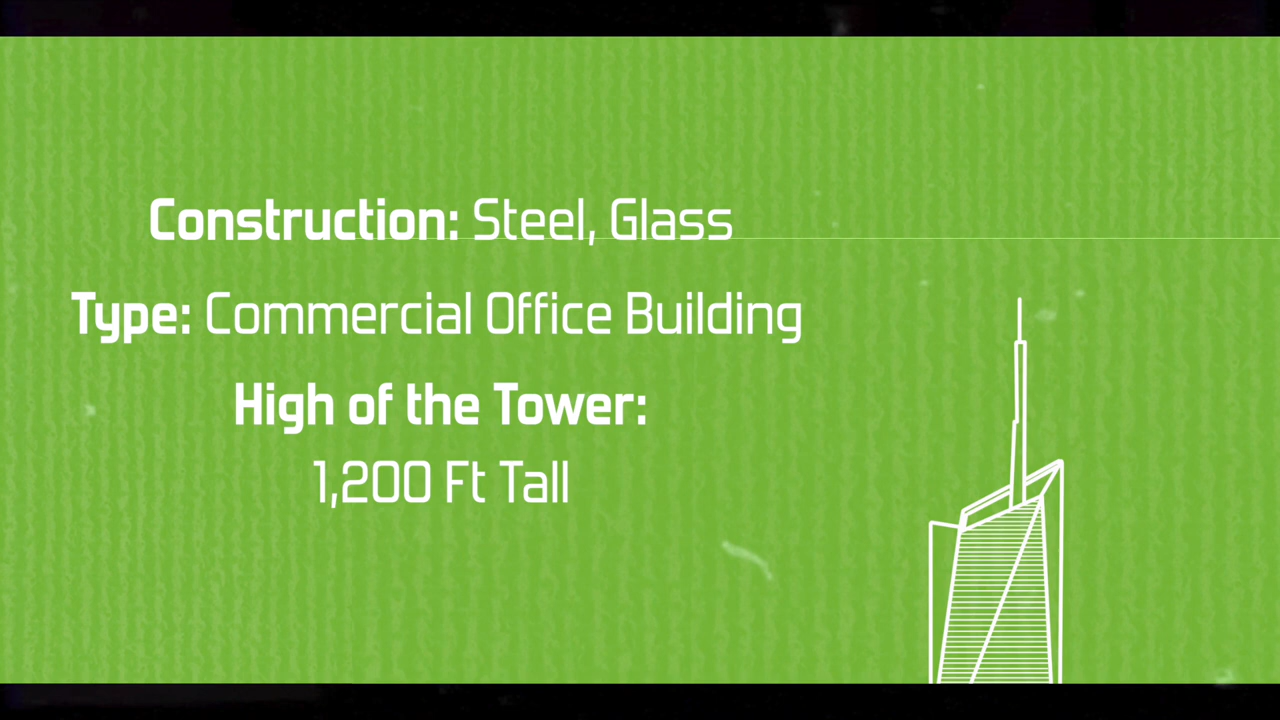 Construction: Steel, Glass
Type: Commercial Office Building
High of the Tower:
1,200 Ft Tall